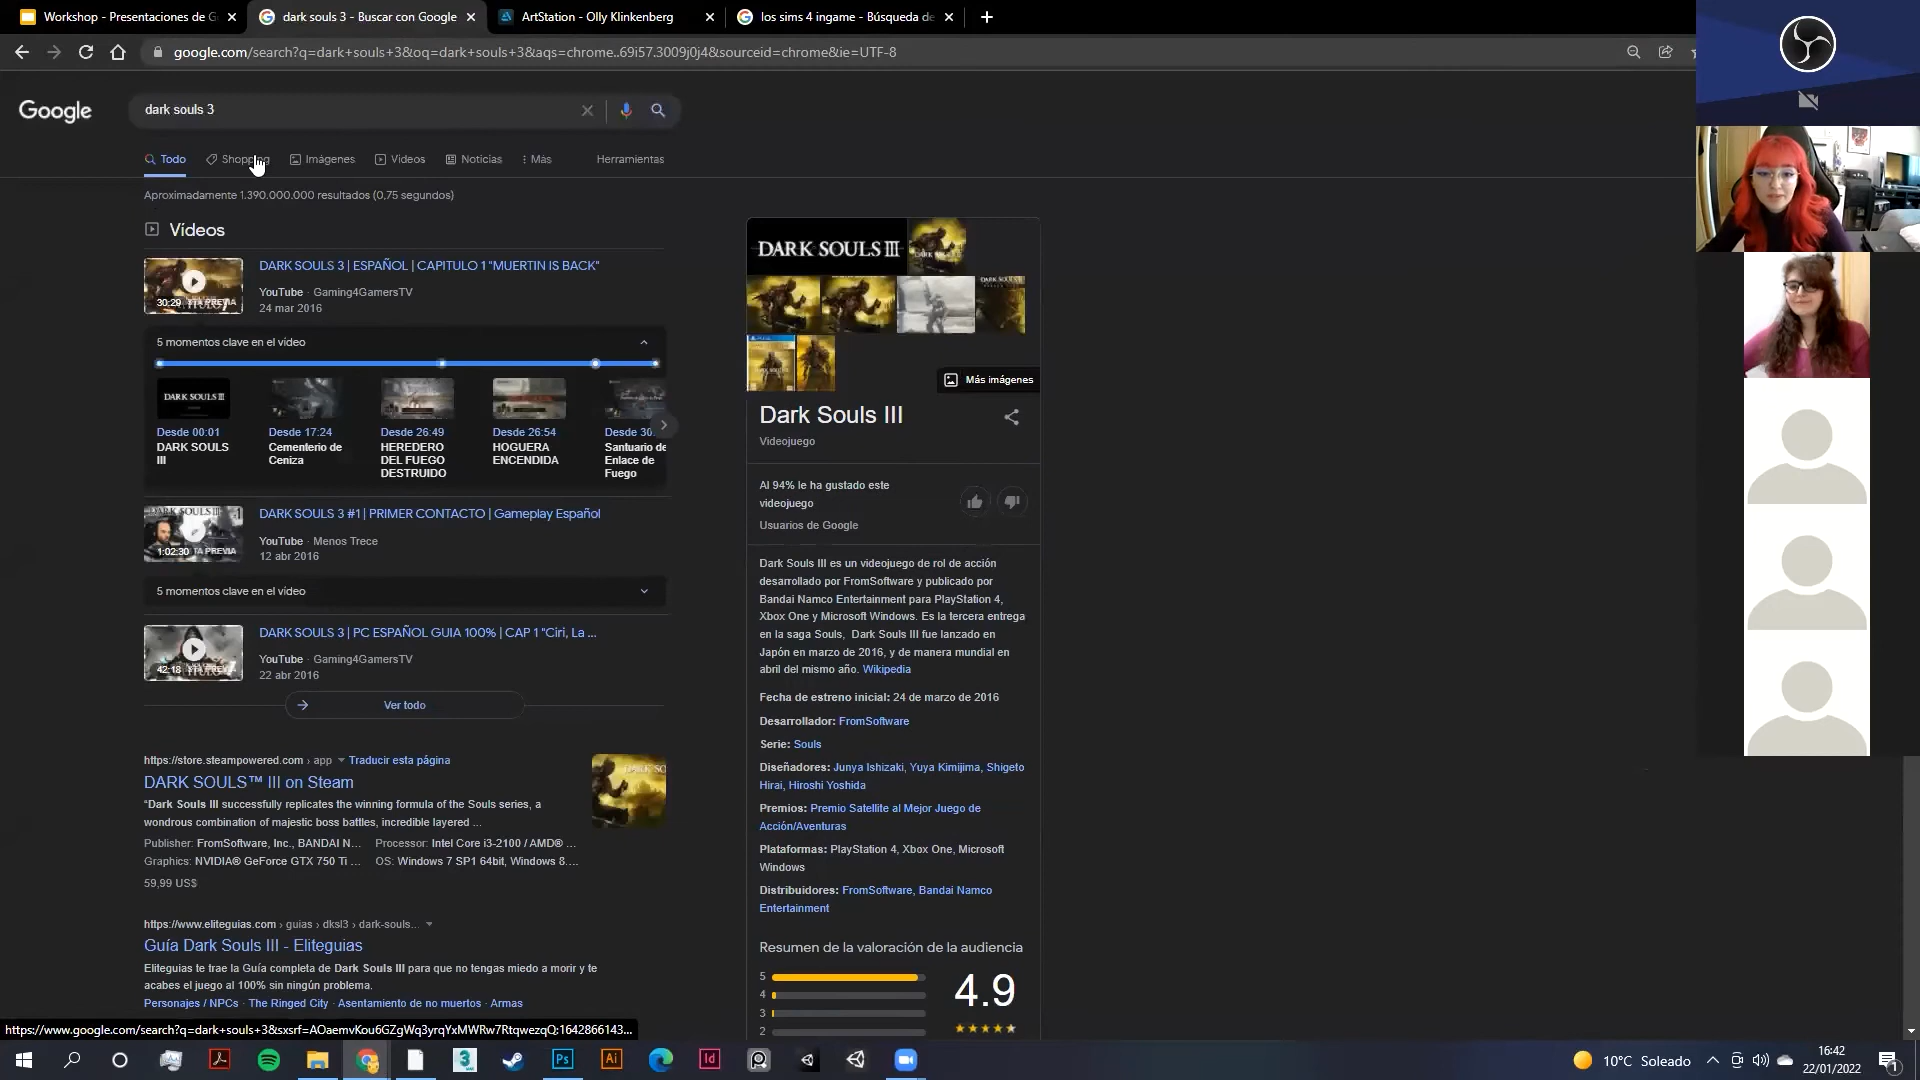 Workshop - Presentaciones de G
dark souls 3 - Buscar con Google
ArtStation - Olly Klinkenberg
los sims 4 ingame - Búsqueda de
google.com/search?q=dark+souls+3&oq=dark+souls+3&aqs=chrome..69i57.3009j0j4&sourceid=chrome&ie=UTF-8
Google
dark souls 3
Todo
Shopping
Imágenes
Vídeos
Noticias
Más
Herramientas
Aproximadamente 1.390.000.000 resultados (0,75 segundos)
Vídeos
30:29
DARK SOULS 3 | ESPAÑOL | CAPITULO 1 "MUERTIN IS BACK"
YouTube · Gaming4GamersTV
24 mar 2016
5 momentos clave en el vídeo
DARK SOULS III
Desde 00:01
DARK SOULS
III
Desde 17:24
Cementerio de
Ceniza
Desde 26:49
HEREDERO
DEL FUEGO
DESTRUIDO
Desde 26:54
HOGUERA
ENCENDIDA
Desde 30:
Santuario de
Enlace de
Fuego
1:02:30 TA PREVIA
DARK SOULS 3 #1 | PRIMER CONTACTO | Gameplay Español
YouTube · Menos Trece
12 abr 2016
5 momentos clave en el vídeo
42:18
DARK SOULS 3 | PC ESPAÑOL GUIA 100% | CAP 1 "Ciri, La ...
YouTube · Gaming4GamersTV
22 abr 2016
Ver todo
https://store.steampowered.com › app
Traducir esta página
DARK SOULS™ III on Steam
"Dark Souls III successfully replicates the winning formula of the Souls series, a
wondrous combination of majestic boss battles, incredible layered ...
Publisher: FromSoftware, Inc., BANDAI N...
Processor: Intel Core i3-2100 / AMD® ...
Graphics: NVIDIA® GeForce GTX 750 Ti ...
OS: Windows 7 SP1 64bit, Windows 8....
59,99 US$
https://www.eliteguias.com › guias › dksl3 › dark-souls...
Guía Dark Souls III - Eliteguias
Eliteguias te trae la Guía completa de Dark Souls III para que no tengas miedo a morir y te
acabes el juego al 100% sin ningún problema.
Personajes / NPCs · The Ringed City · Asentamiento de no muertos · Armas
https://www.google.com/search?q=dark+souls+3&sxsrf=AOaemvKou6GZgWq3yrqYxMWRw7RtqwezqQ:1642866143...
DARK SOULS III
Más imágenes
Dark Souls III
Videojuego
Al 94% le ha gustado este
videojuego
Usuarios de Google
Dark Souls III es un videojuego de rol de acción
desarrollado por FromSoftware y publicado por
Bandai Namco Entertainment para PlayStation 4,
Xbox One y Microsoft Windows. Es la tercera entrega
en la saga Souls, Dark Souls III fue lanzado en
Japón en marzo de 2016, y de manera mundial en
abril del mismo año. Wikipedia
Fecha de estreno inicial: 24 de marzo de 2016
Desarrollador: FromSoftware
Serie: Souls
Diseñadores: Junya Ishizaki, Yuya Kimijima, Shigeto
Hirai, Hiroshi Yoshida
Premios: Premio Satellite al Mejor Juego de
Acción/Aventuras
Plataformas: PlayStation 4, Xbox One, Microsoft
Windows
Distribuidores: FromSoftware, Bandai Namco
Entertainment
Resumen de la valoración de la audiencia
5
4
3
2
4.9
3
Ps
Ai
Id
10°C Soleado
16:42
22/01/2022
1